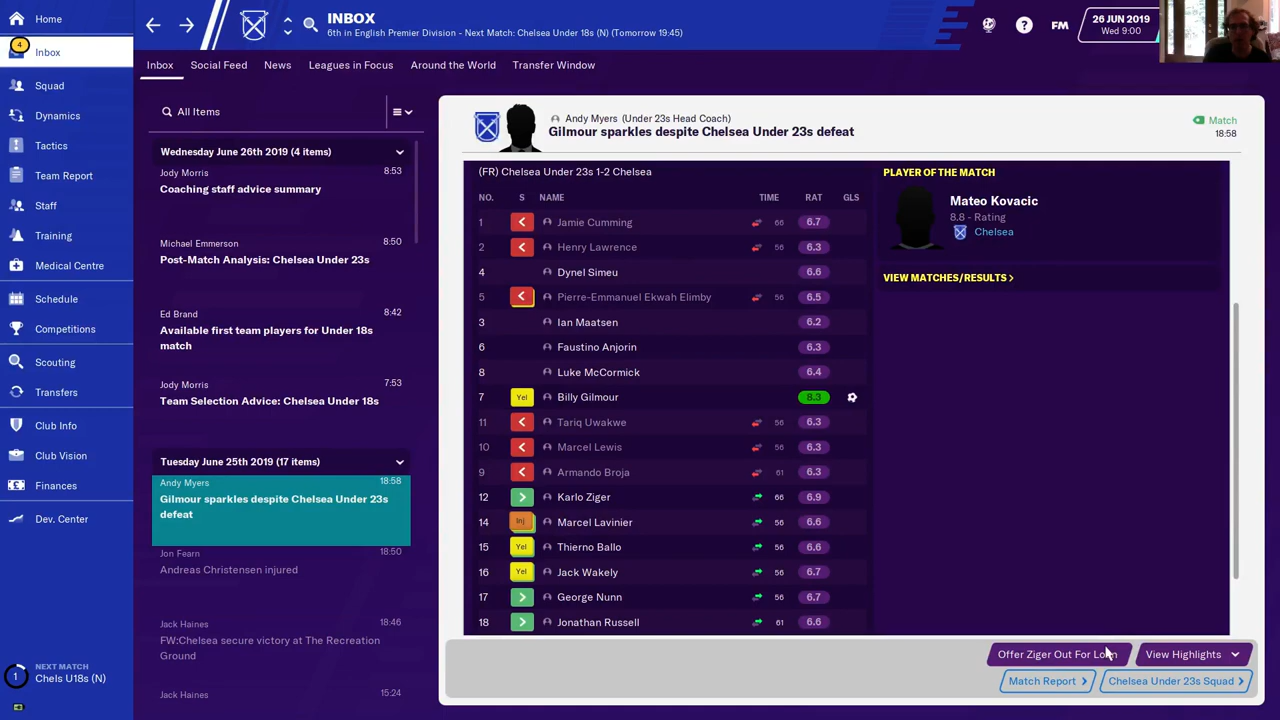 Home
4
Inbox
Squad
Dynamics
Tactics
Team Report
Staff
Training
Medical Centre
Schedule
Competitions
Scouting
Transfers
Club Info
Club Vision
Finances
Dev. Center
1
NEXT MATCH
Chels U18s (N)
INBOX
6th in English Premier Division - Next Match: Chelsea Under 18s (N) (Tomorrow 19:45)
?
FM
26 JUN 2019
Wed 9:00
Inbox
Social Feed
News
Leagues in Focus
Around the World
Transfer Window
All Items
Wednesday June 26th 2019 (4 items)
Jody Morris 8:53
Coaching staff advice summary
Michael Emmerson 8:50
Post-Match Analysis: Chelsea Under 23s
Ed Brand 8:42
Available first team players for Under 18s
match
Jody Morris 7:53
Team Selection Advice: Chelsea Under 18s
Tuesday June 25th 2019 (17 items)
Andy Myers 18:58
Gilmour sparkles despite Chelsea Under 23s
defeat
Jon Fearn 18:50
Andreas Christensen injured
Jack Haines 18:46
FW:Chelsea secure victory at The Recreation
Ground
Jack Haines 15:24
Andy Myers (Under 23s Head Coach)
Gilmour sparkles despite Chelsea Under 23s defeat
Match
18:58
(FR) Chelsea Under 23s 1-2 Chelsea
NO. S NAME TIME RAT GLS
1 < Jamie Cumming 66 6.7
2 < Henry Lawrence 56 6.3
4 Dynel Simeu 6.6
5 < Pierre-Emmanuel Ekwah Elimby 56 6.5
3 Ian Maatsen 6.2
6 Faustino Anjorin 6.3
8 Luke McCormick 6.4
7 Yel Billy Gilmour 8.3
11 < Tariq Uwakwe 56 6.3
10 < Marcel Lewis 56 6.3
9 < Armando Broja 61 6.3
12 > Karlo Ziger 66 6.9
14 Inj Marcel Lavinier 56 6.6
15 Yel Thierno Ballo 56 6.6
16 Yel Jack Wakely 56 6.7
17 > George Nunn 56 6.7
18 > Jonathan Russell 61 6.6
PLAYER OF THE MATCH
Mateo Kovacic
8.8 - Rating
Chelsea
VIEW MATCHES/RESULTS >
Offer Ziger Out For Loan
View Highlights
Match Report >
Chelsea Under 23s Squad >